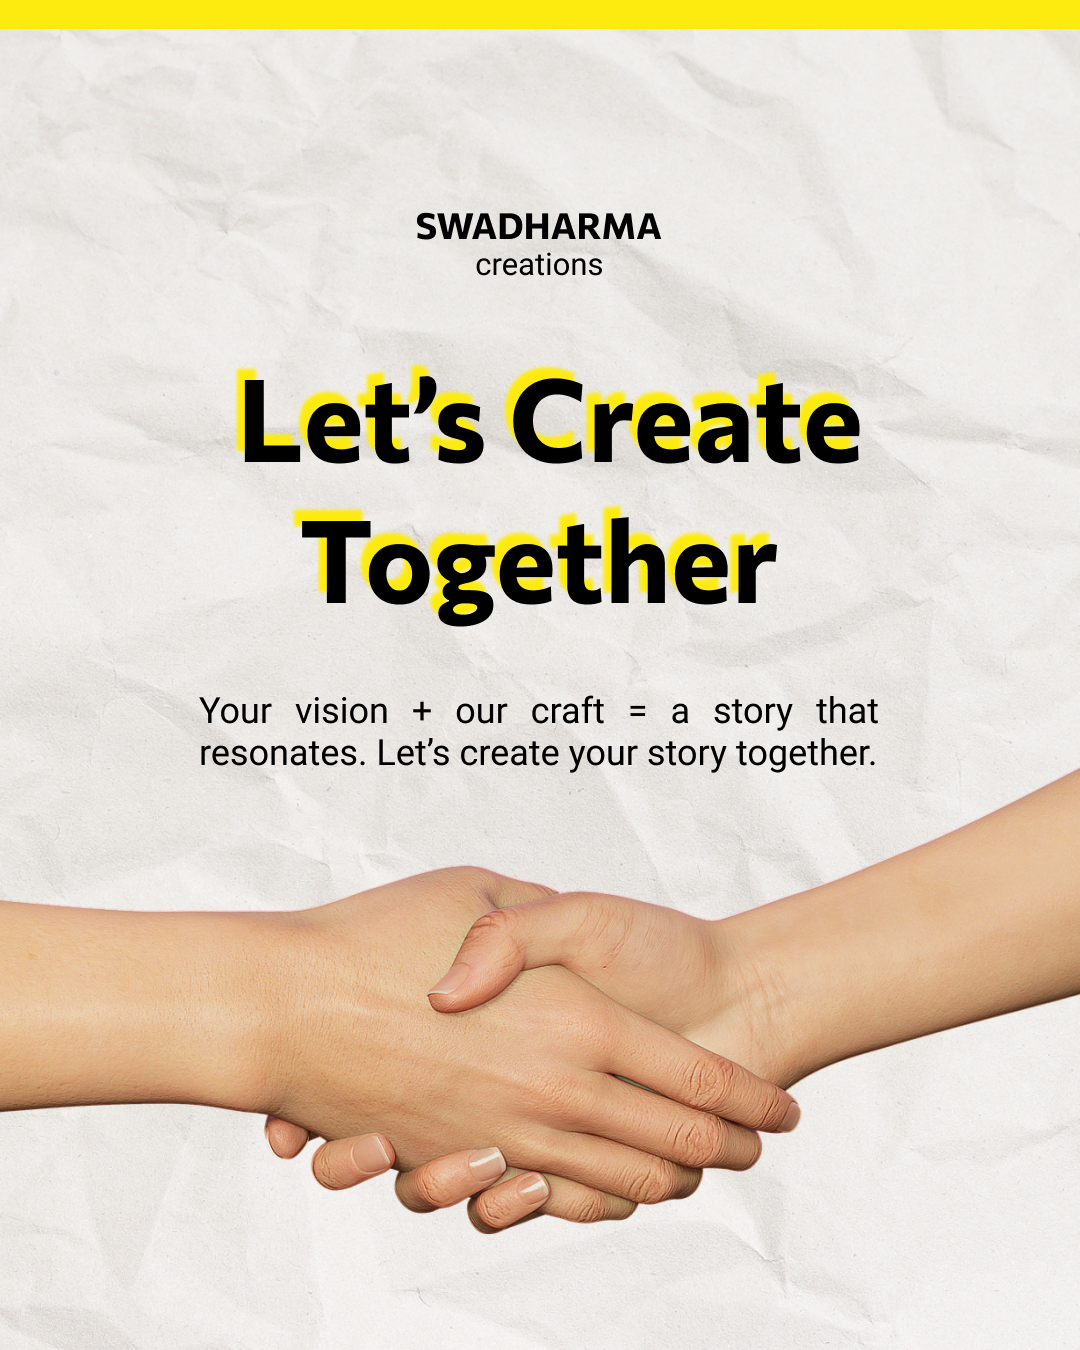 SWADHARMA
creations
Let’s Create
Together
Your vision + our craft = a story that
resonates. Let’s create your story together.